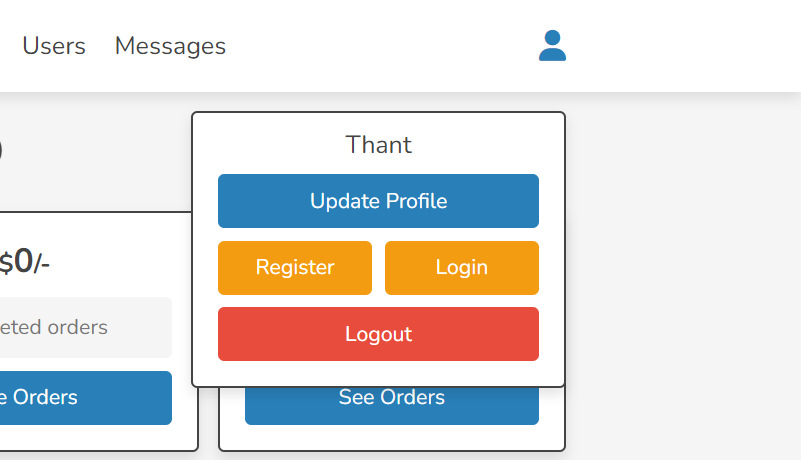 Users Messages
Thant
Update Profile
$0/-
Register Login
eted orders
Logout
e Orders
See Orders